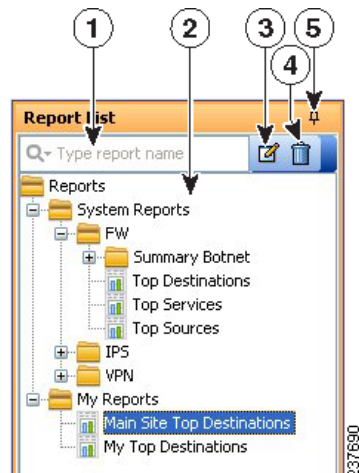 1
2
3
5
4
Report List
Type report name
Reports
System Reports
FW
Summary Botnet
Top Destinations
Top Services
Top Sources
IPS
VPN
My Reports
Main Site Top Destinations
My Top Destinations
237690